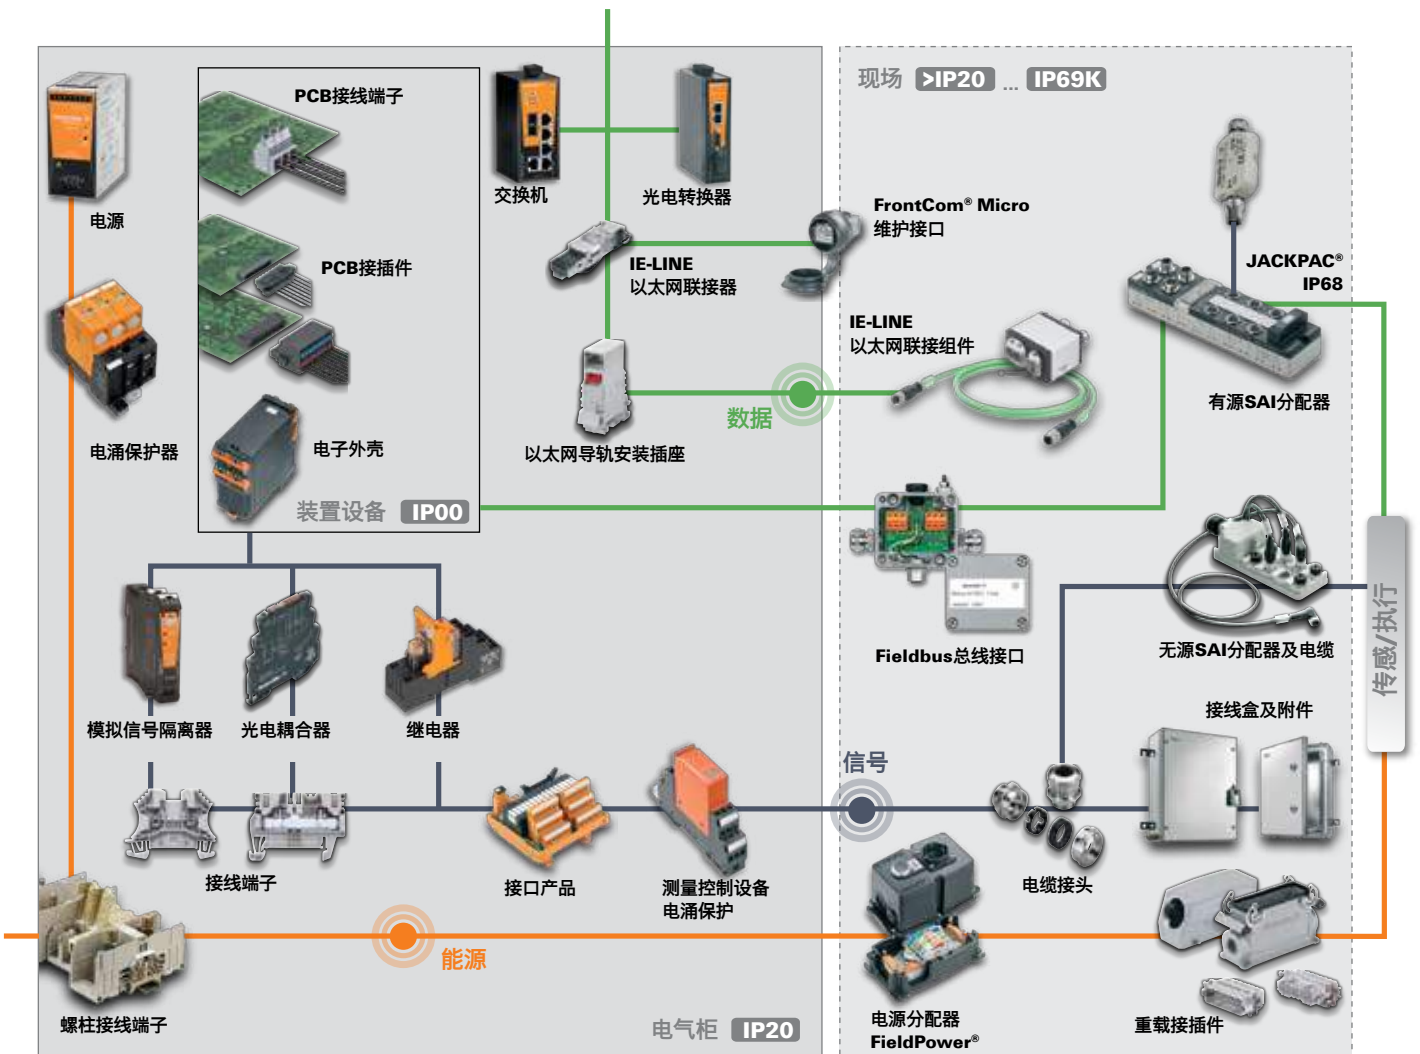 现场 >IP20 ... IP69K
PCB接线端子
交换机
光电转换器
电源
FrontCom® Micro
维护接口
PCB接插件
IE-LINE
以太网联接器
JACKPAC®
IP68
IE-LINE
以太网联接组件
有源SAI分配器
数据
电涌保护器
电子外壳
以太网导轨安装插座
装置设备 IP00
传感/执行
Fieldbus总线接口
无源SAI分配器及电缆
模拟信号隔离器
光电耦合器
继电器
接线盒及附件
信号
接线端子
接口产品
测量控制设备
电涌保护
电缆接头
能源
螺柱接线端子
电气柜 IP20
电源分配器
FieldPower®
重载接插件